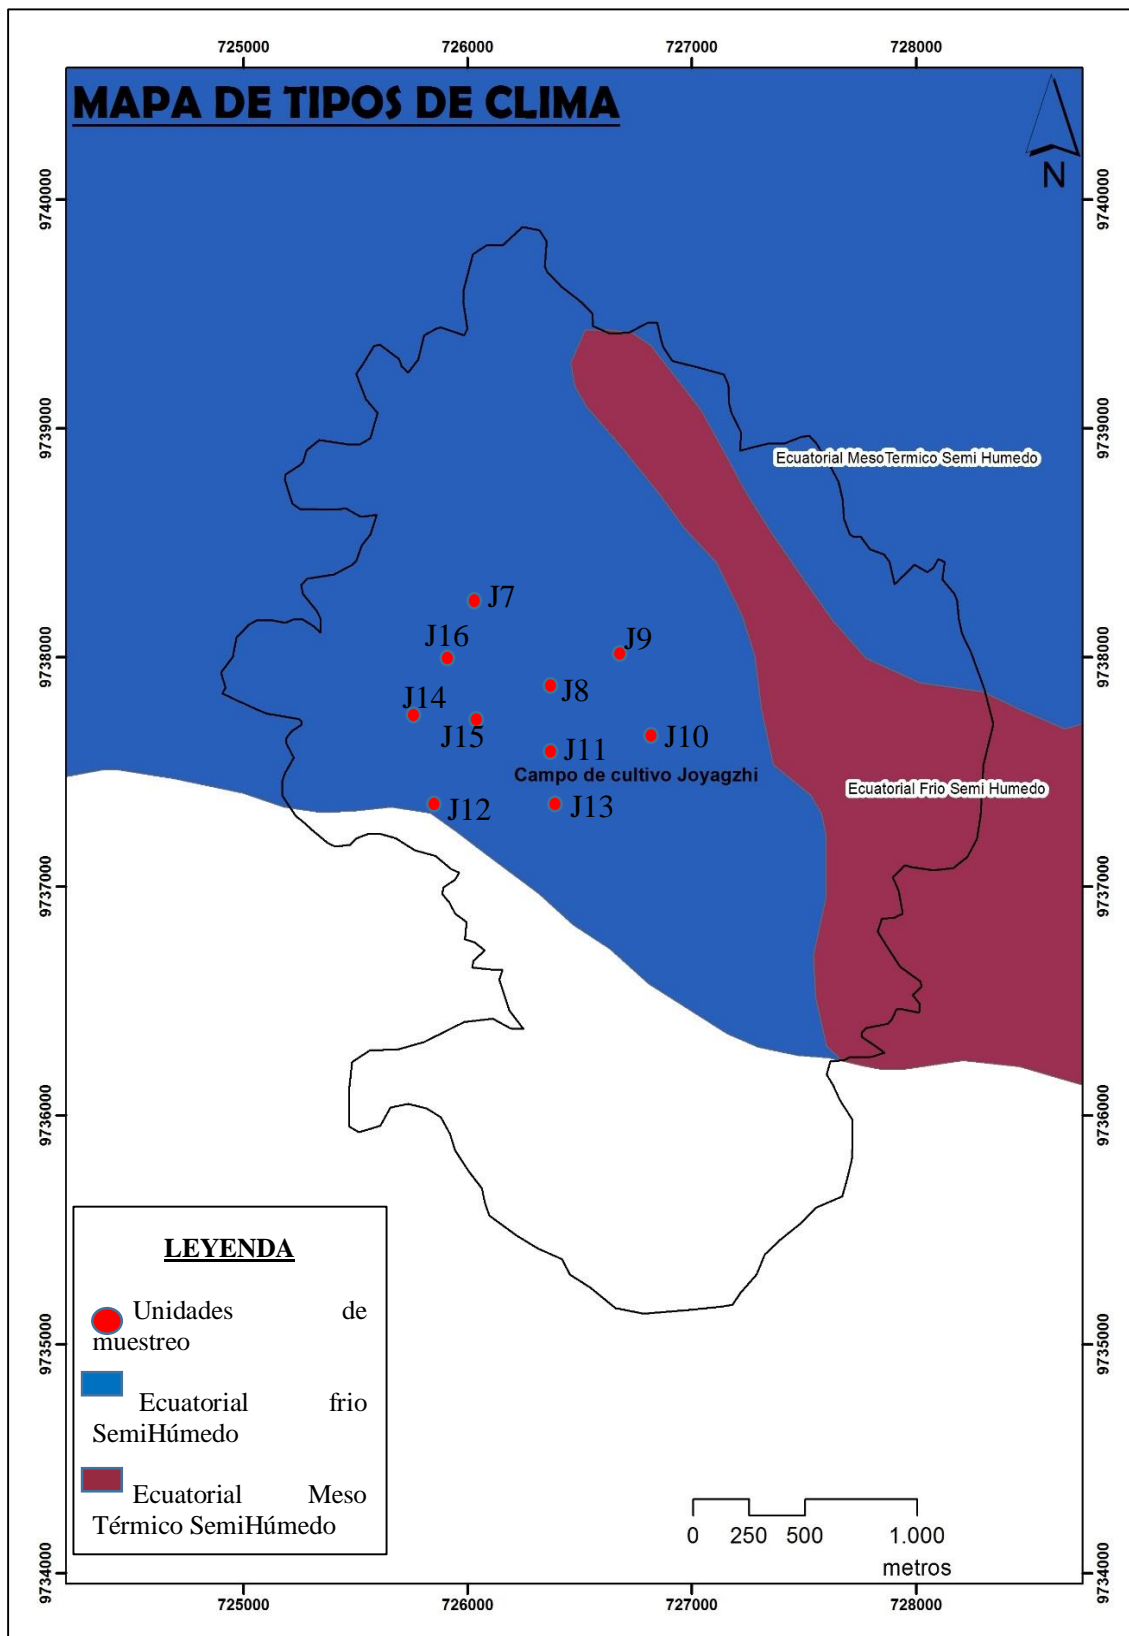 725000 726000 727000 728000
MAPA DE TIPOS DE CLIMA
N
9740000 9740000
9739000 9739000
Ecuatorial MesoTermico Semi Humedo
J7
J16
J9
9738000 9738000
J8
J14
J15
J10
J11
Campo de cultivo Joyagzhi
Ecuatorial Frio Semi Humedo
J12
J13
9737000 9737000
9736000 9736000
LEYENDA
Unidades de
muestreo
9735000 9735000
Ecuatorial frio
SemiHúmedo
Ecuatorial Meso
Térmico SemiHúmedo
0 250 500 1.000
metros
9734000 9734000
725000 726000 727000 728000